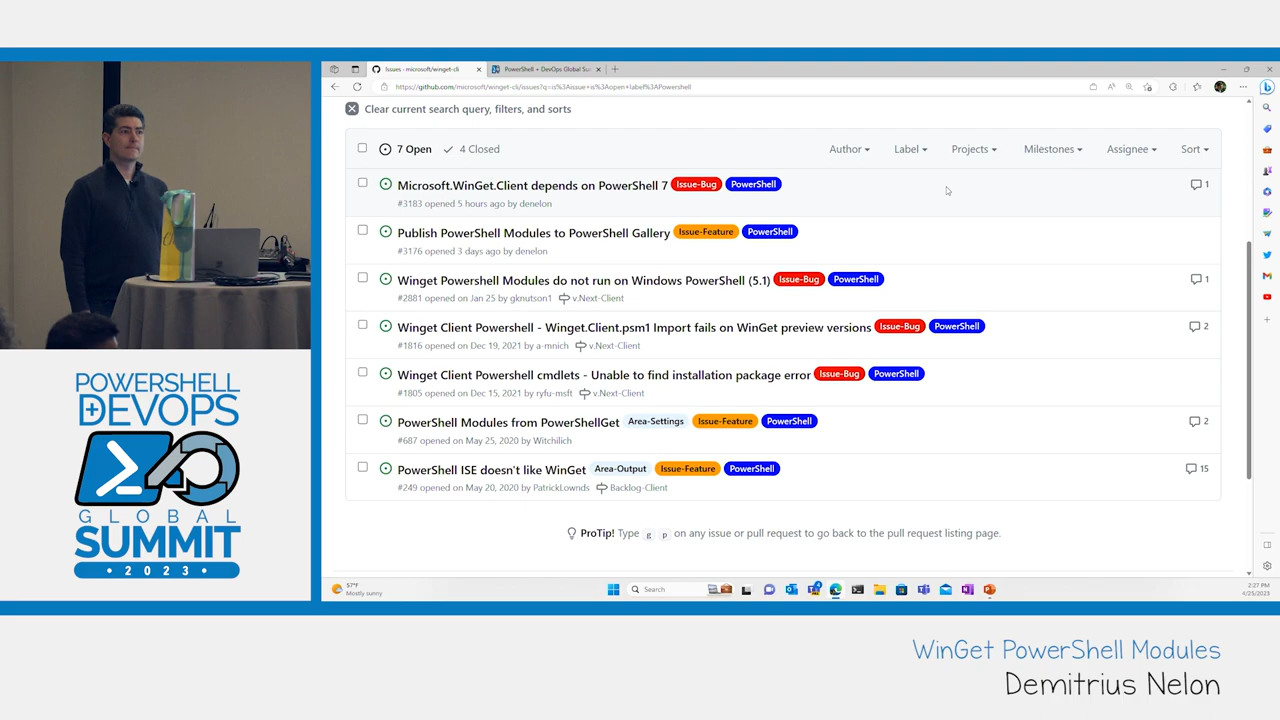 Issues · microsoft/winget-cli
PowerShell + DevOps Global Su
https://github.com/microsoft/winget-cli/issues?q=is%3Aissue+is%3Aopen+label%3APowershell
Clear current search query, filters, and sorts
7 Open 4 Closed Author Label Projects Milestones Assignee Sort
Microsoft.WinGet.Client depends on PowerShell 7 Issue-Bug PowerShell 1
#3183 opened 5 hours ago by denelon
Publish PowerShell Modules to PowerShell Gallery Issue-Feature PowerShell
#3176 opened 3 days ago by denelon
Winget Powershell Modules do not run on Windows PowerShell (5.1) Issue-Bug PowerShell 1
#2881 opened on Jan 25 by gknutson1 v.Next-Client
Winget Client Powershell - Winget.Client.psm1 Import fails on WinGet preview versions Issue-Bug PowerShell 2
#1816 opened on Dec 19, 2021 by a-mnich v.Next-Client
Winget Client Powershell cmdlets - Unable to find installation package error Issue-Bug PowerShell
#1805 opened on Dec 15, 2021 by ryfu-msft v.Next-Client
PowerShell Modules from PowerShellGet Area-Settings Issue-Feature PowerShell 2
#687 opened on May 25, 2020 by Witchilich
PowerShell ISE doesn't like WinGet Area-Output Issue-Feature PowerShell 15
#249 opened on May 20, 2020 by PatrickLownds Backlog-Client
ProTip! Type g p on any issue or pull request to go back to the pull request listing page.
57°F
Mostly sunny
Search
2:27 PM
4/25/2023
POWERSHELL
+DEVOPS
GLOBAL
SUMMIT
• 2023 •
WinGet PowerShell Modules
Demitrius Nelon